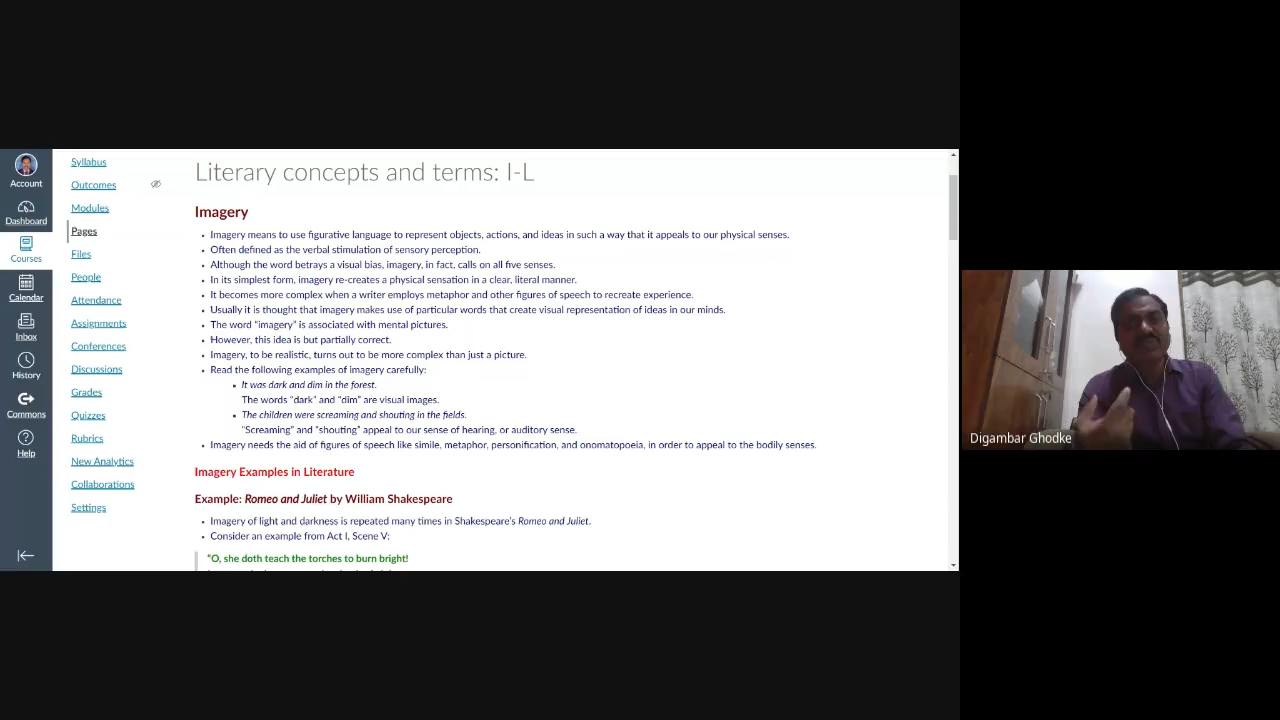 Account
Dashboard
Courses
Calendar
Inbox
History
Commons
Help
Syllabus
Outcomes
Modules
Pages
Files
People
Attendance
Assignments
Conferences
Discussions
Grades
Quizzes
Rubrics
New Analytics
Collaborations
Settings
Literary concepts and terms: I-L
Imagery
Imagery means to use figurative language to represent objects, actions, and ideas in such a way that it appeals to our physical senses.
Often defined as the verbal stimulation of sensory perception.
Although the word betrays a visual bias, imagery, in fact, calls on all five senses.
In its simplest form, imagery re-creates a physical sensation in a clear, literal manner.
It becomes more complex when a writer employs metaphor and other figures of speech to recreate experience.
Usually it is thought that imagery makes use of particular words that create visual representation of ideas in our minds.
The word “imagery” is associated with mental pictures.
However, this idea is but partially correct.
Imagery, to be realistic, turns out to be more complex than just a picture.
Read the following examples of imagery carefully:
It was dark and dim in the forest.
The words “dark” and “dim” are visual images.
The children were screaming and shouting in the fields.
“Screaming” and “shouting” appeal to our sense of hearing, or auditory sense.
Imagery needs the aid of figures of speech like simile, metaphor, personification, and onomatopoeia, in order to appeal to the bodily senses.
Imagery Examples in Literature
Example: Romeo and Juliet by William Shakespeare
Imagery of light and darkness is repeated many times in Shakespeare’s Romeo and Juliet.
Consider an example from Act I, Scene V:
“O, she doth teach the torches to burn bright!
Digambar Ghodke